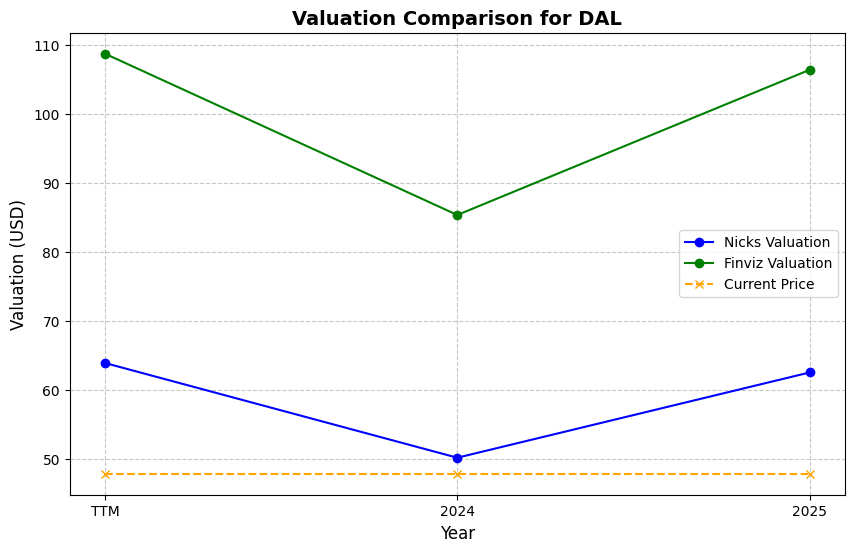 Valuation Comparison for DAL
110
100
90
80
70
60
50
Valuation (USD)
Nicks Valuation
Finviz Valuation
Current Price
TTM
2024
2025
Year